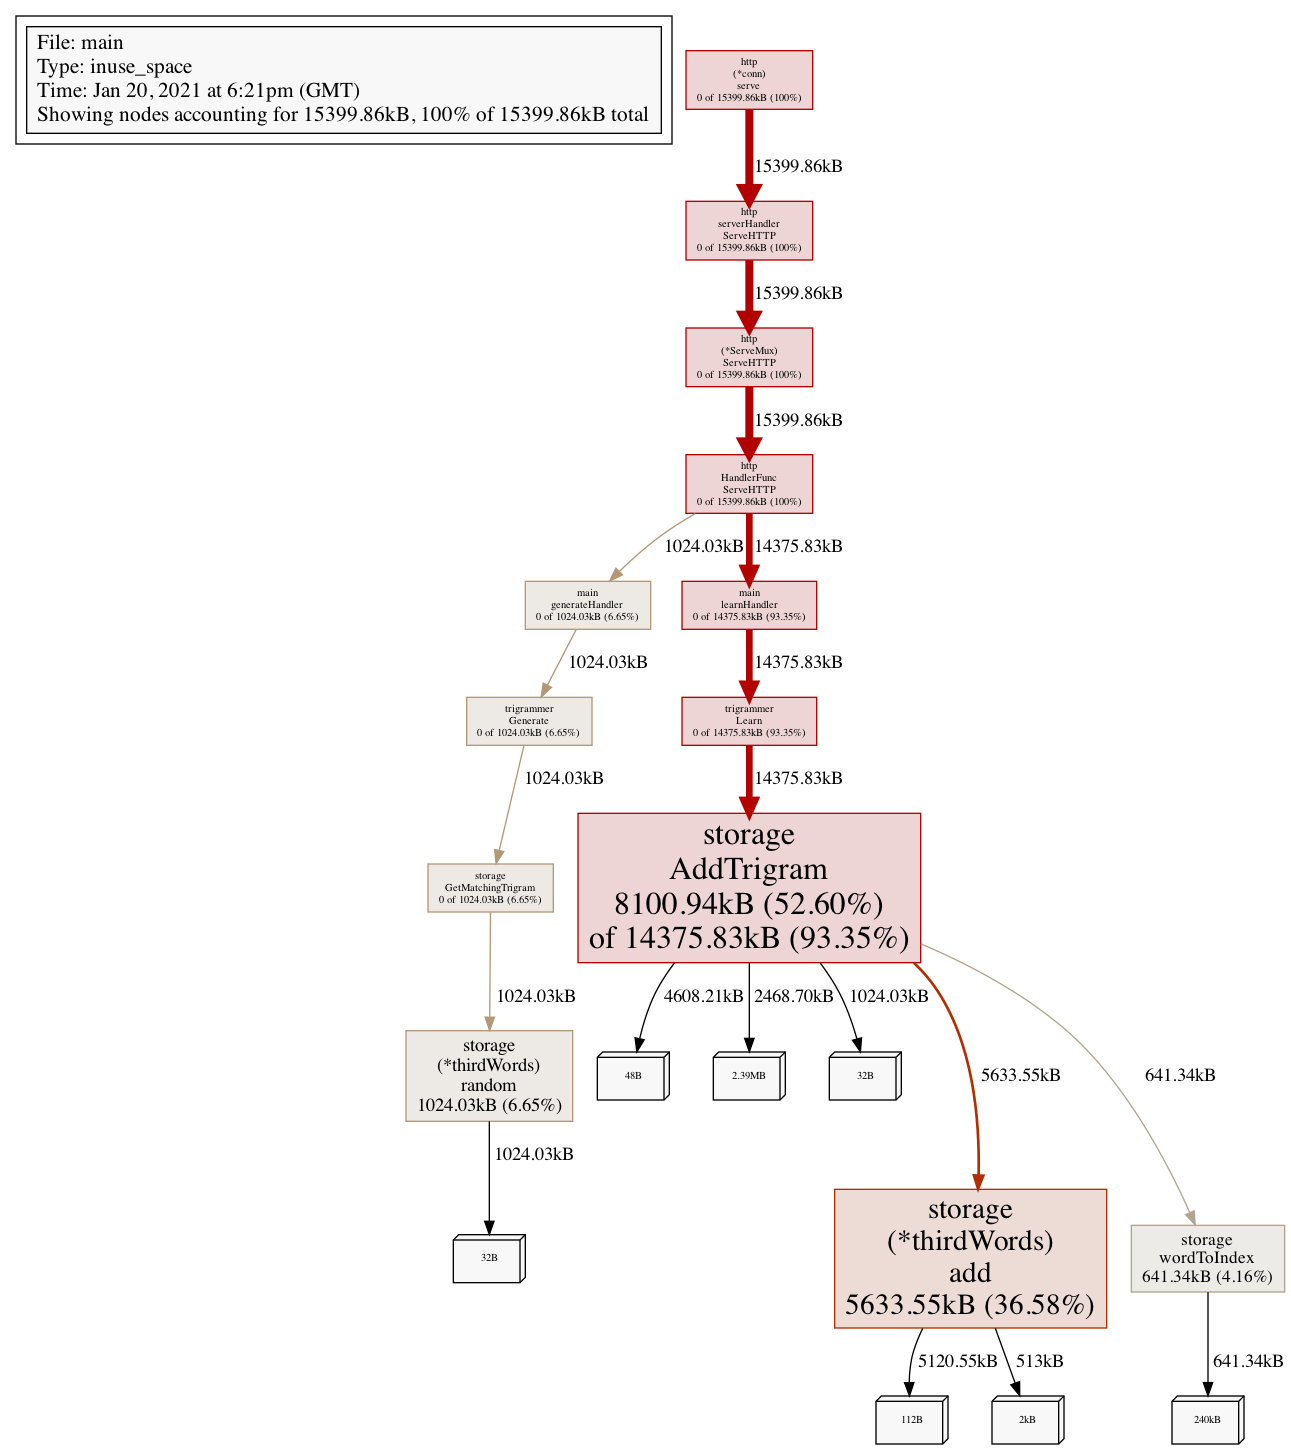 File: main
Type: inuse_space
Time: Jan 20, 2021 at 6:21pm (GMT)
Showing nodes accounting for 15399.86kB, 100% of 15399.86kB total
http
(*conn)
serve
0 of 15399.86kB (100%)
15399.86kB
http
serverHandler
ServeHTTP
0 of 15399.86kB (100%)
15399.86kB
http
(*ServeMux)
ServeHTTP
0 of 15399.86kB (100%)
15399.86kB
http
HandlerFunc
ServeHTTP
0 of 15399.86kB (100%)
1024.03kB
14375.83kB
main
generateHandler
0 of 1024.03kB (6.65%)
main
learnHandler
0 of 14375.83kB (93.35%)
1024.03kB
14375.83kB
trigrammer
Generate
0 of 1024.03kB (6.65%)
trigrammer
Learn
0 of 14375.83kB (93.35%)
1024.03kB
14375.83kB
storage
GetMatchingTrigram
0 of 1024.03kB (6.65%)
storage
AddTrigram
8100.94kB (52.60%)
of 14375.83kB (93.35%)
1024.03kB
4608.21kB
2468.70kB
1024.03kB
5633.55kB
641.34kB
storage
(*thirdWords)
random
1024.03kB (6.65%)
48B
2.39MB
32B
1024.03kB
32B
storage
(*thirdWords)
add
5633.55kB (36.58%)
storage
wordToIndex
641.34kB (4.16%)
5120.55kB
513kB
641.34kB
112B
2kB
240kB